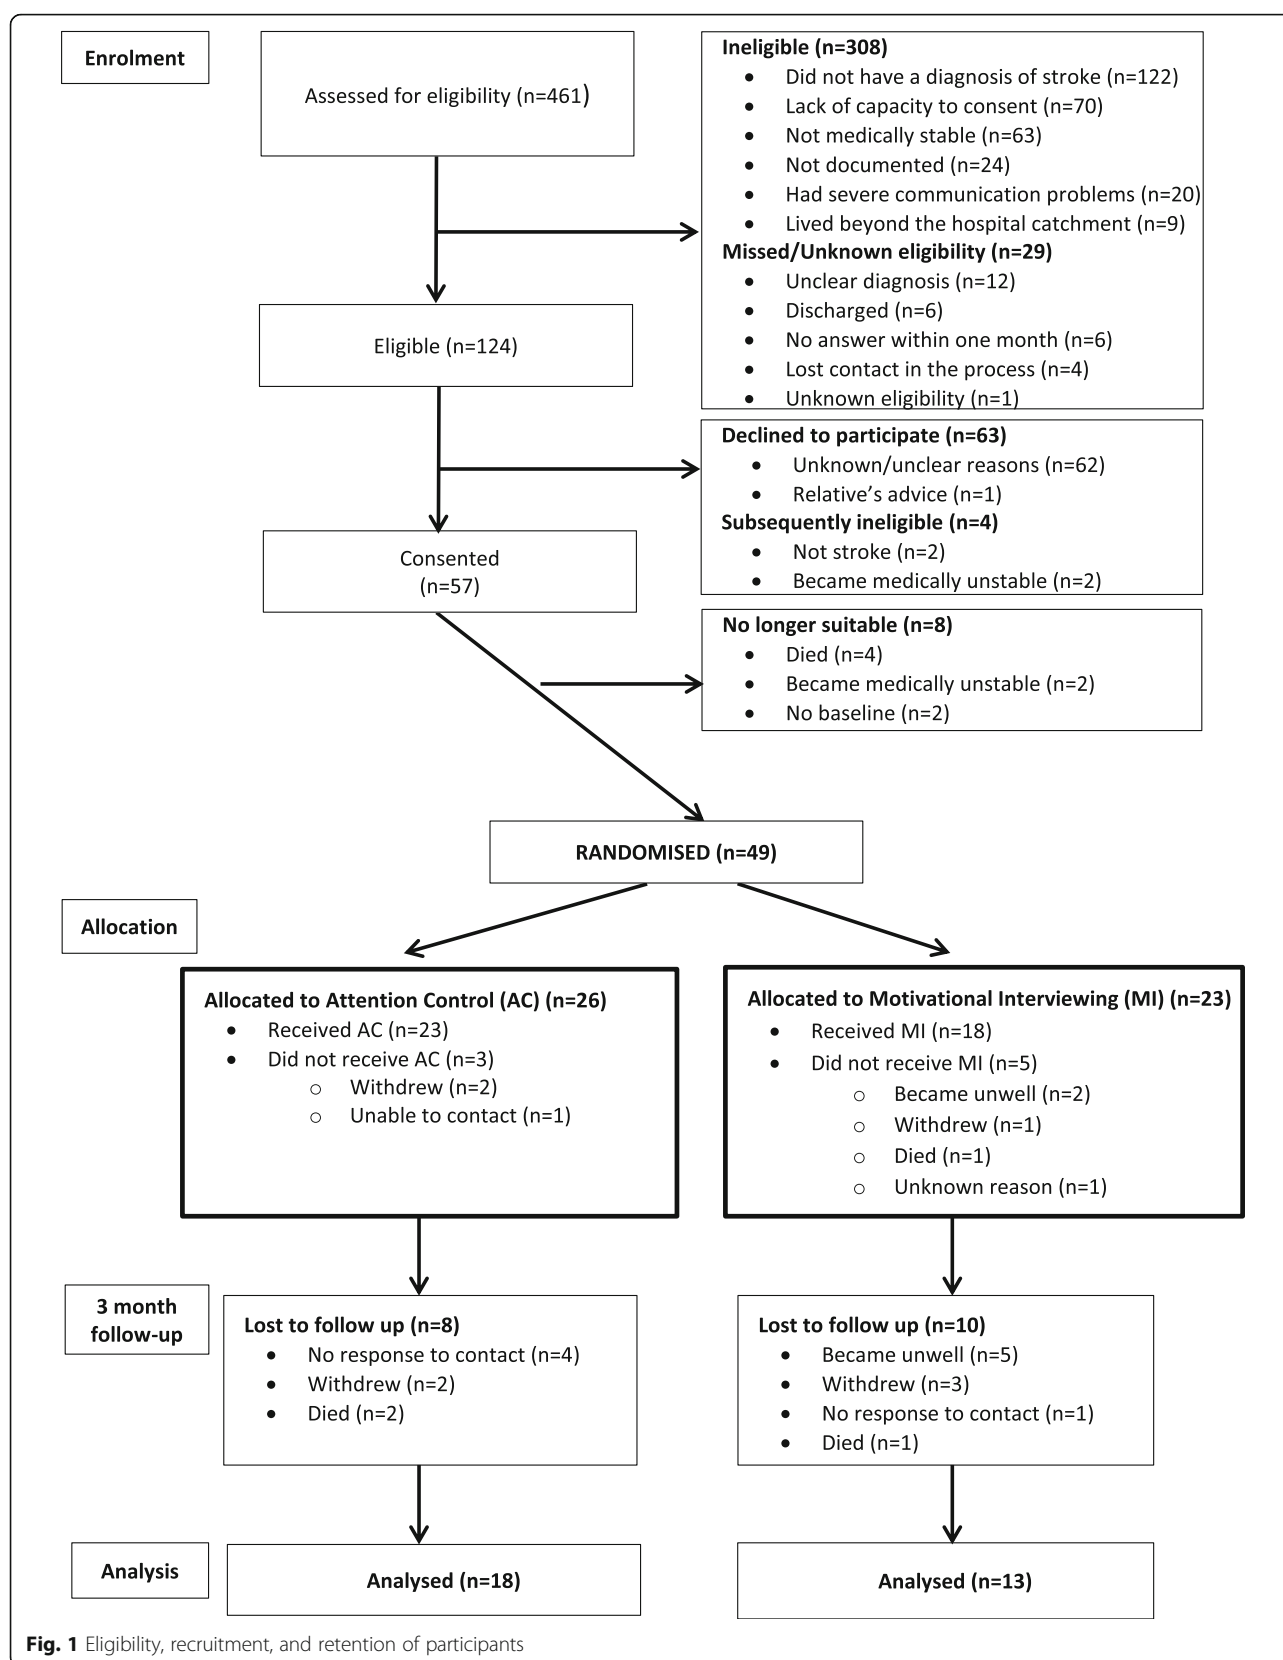 Enrolment
Assessed for eligibility (n=461)
Ineligible (n=308)
• Did not have a diagnosis of stroke (n=122)
• Lack of capacity to consent (n=70)
• Not medically stable (n=63)
• Not documented (n=24)
• Had severe communication problems (n=20)
• Lived beyond the hospital catchment (n=9)
Missed/Unknown eligibility (n=29)
• Unclear diagnosis (n=12)
• Discharged (n=6)
• No answer within one month (n=6)
• Lost contact in the process (n=4)
• Unknown eligibility (n=1)
Eligible (n=124)
Declined to participate (n=63)
• Unknown/unclear reasons (n=62)
• Relative's advice (n=1)
Subsequently ineligible (n=4)
• Not stroke (n=2)
• Became medically unstable (n=2)
Consented
(n=57)
No longer suitable (n=8)
• Died (n=4)
• Became medically unstable (n=2)
• No baseline (n=2)
RANDOMISED (n=49)
Allocation
Allocated to Attention Control (AC) (n=26)
• Received AC (n=23)
• Did not receive AC (n=3)
o Withdrew (n=2)
o Unable to contact (n=1)
Allocated to Motivational Interviewing (MI) (n=23)
• Received MI (n=18)
• Did not receive MI (n=5)
o Became unwell (n=2)
o Withdrew (n=1)
o Died (n=1)
o Unknown reason (n=1)
3 month
follow-up
Lost to follow up (n=8)
• No response to contact (n=4)
• Withdrew (n=2)
• Died (n=2)
Lost to follow up (n=10)
• Became unwell (n=5)
• Withdrew (n=3)
• No response to contact (n=1)
• Died (n=1)
Analysis
Analysed (n=18)
Analysed (n=13)
Fig. 1 Eligibility, recruitment, and retention of participants